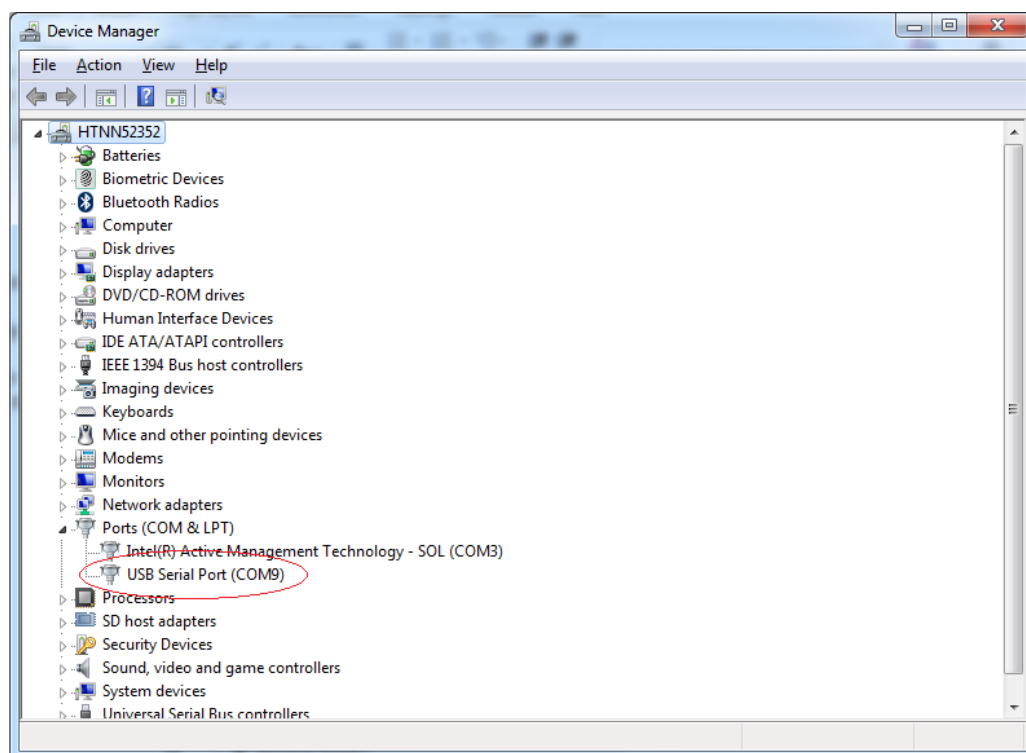 Device Manager
File Action View Help
HTNN52352
Batteries
Biometric Devices
Bluetooth Radios
Computer
Disk drives
Display adapters
DVD/CD-ROM drives
Human Interface Devices
IDE ATA/ATAPI controllers
IEEE 1394 Bus host controllers
Imaging devices
Keyboards
Mice and other pointing devices
Modems
Monitors
Network adapters
Ports (COM & LPT)
Intel(R) Active Management Technology - SOL (COM3)
USB Serial Port (COM9)
Processors
SD host adapters
Security Devices
Sound, video and game controllers
System devices
Universal Serial Bus controllers